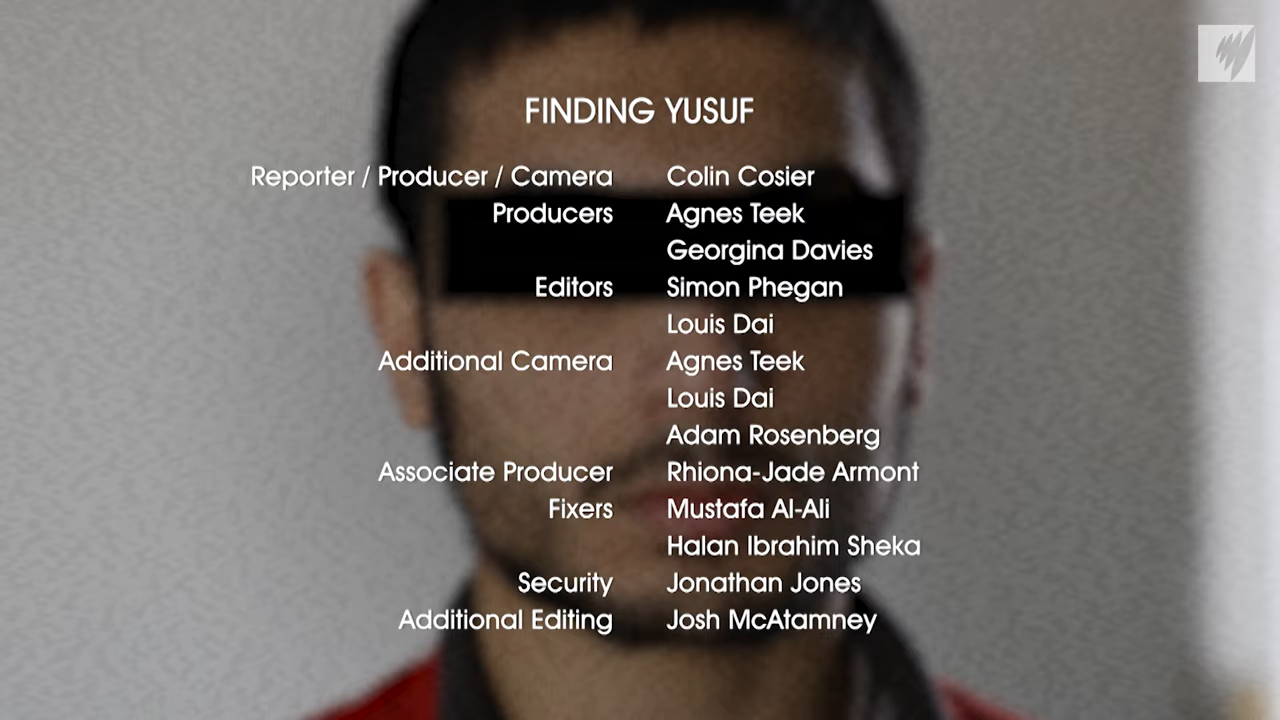 FINDING YUSUF
Reporter / Producer / Camera Colin Cosier
Producers Agnes Teek
Georgina Davies
Editors Simon Phegan
Louis Dai
Additional Camera Agnes Teek
Louis Dai
Adam Rosenberg
Associate Producer Rhiona-Jade Armont
Fixers Mustafa Al-Ali
Halan Ibrahim Sheka
Security Jonathan Jones
Additional Editing Josh McAtamney